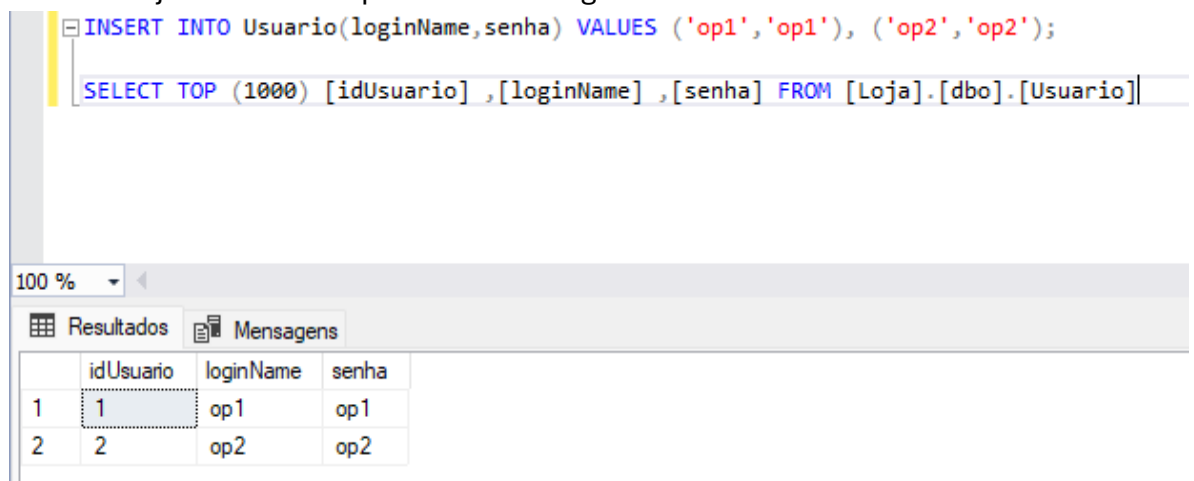 INSERT INTO Usuario(loginName,senha) VALUES ('op1','op1'), ('op2','op2');
SELECT TOP (1000) [idUsuario] ,[loginName] ,[senha] FROM [Loja].[dbo].[Usuario]
100 %
Resultados Mensagens
idUsuario loginName senha
1 1 op1 op1
2 2 op2 op2